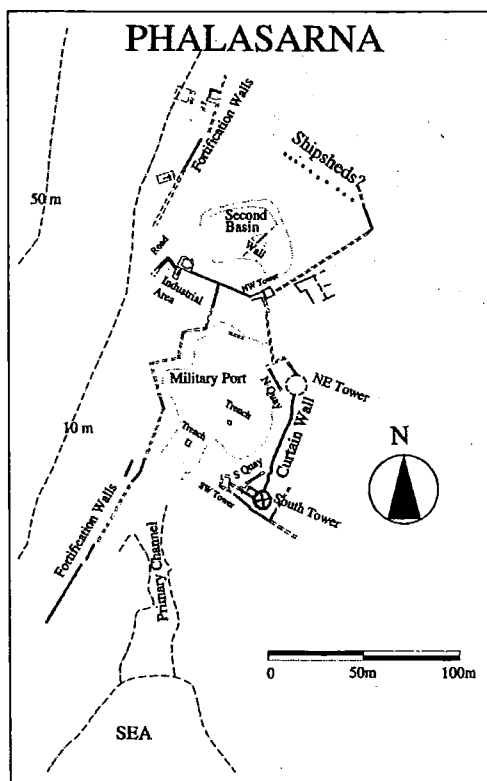 PHALASARNA
Fortification Walls
Shipsheds?
50 m
Second
Basin
Wall
Road
NW Tower
Industrial
Area
Military Port
N Quay
NE Tower
Trench
Curtain Wall
10 m
Trench
N
S Quay
SW Tower
South Tower
Fortification Walls
Primary Channel
0
50m
100m
SEA